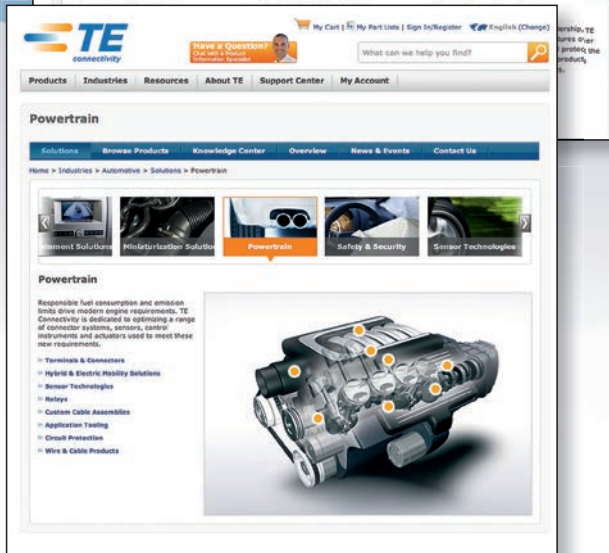 TE
connectivity
Have a Question?
Chat with a Product
Information Specialist
My Cart | My Part Lists | Sign In/Register English (Change)
What can we help you find?
Products Industries Resources About TE Support Center My Account
Powertrain
Solutions Browse Products Knowledge Center Overview News & Events Contact Us
Home > Industries > Automotive > Solutions > Powertrain
Miniaturization Powertrain Safety & Security Sensor Technologies
Powertrain
Responsible fuel consumption and emission
limits drive modern engine requirements. TE
Connectivity is dedicated to optimizing a range
of connector systems, sensors, control
instruments and actuators used to meet these
new requirements.
» Terminals & Connectors
» Hybrid & Electric Mobility Solutions
» Sensor Technologies
» Relays
» Custom Cable Assemblies
» Application Tooling
» Circuit Protection
» Wire & Cable Products
TE
the